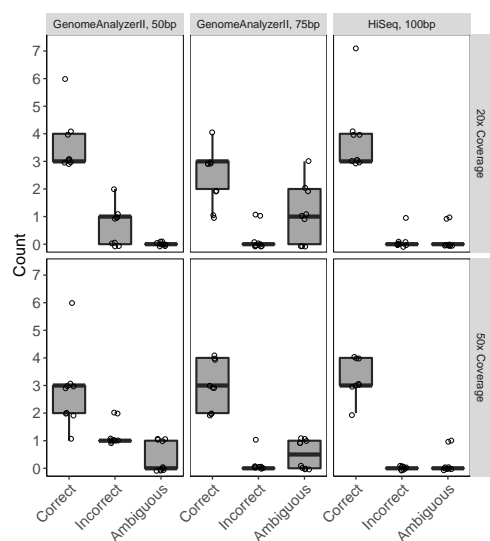 GenomeAnalyzerII, 50bp
GenomeAnalyzerII, 75bp
HiSeq, 100bp
7
6
5
4
3
2
1
0
20x Coverage
Count
7
6
5
4
3
2
1
0
50x Coverage
Correct
Incorrect
Ambiguous
Correct
Incorrect
Ambiguous
Correct
Incorrect
Ambiguous